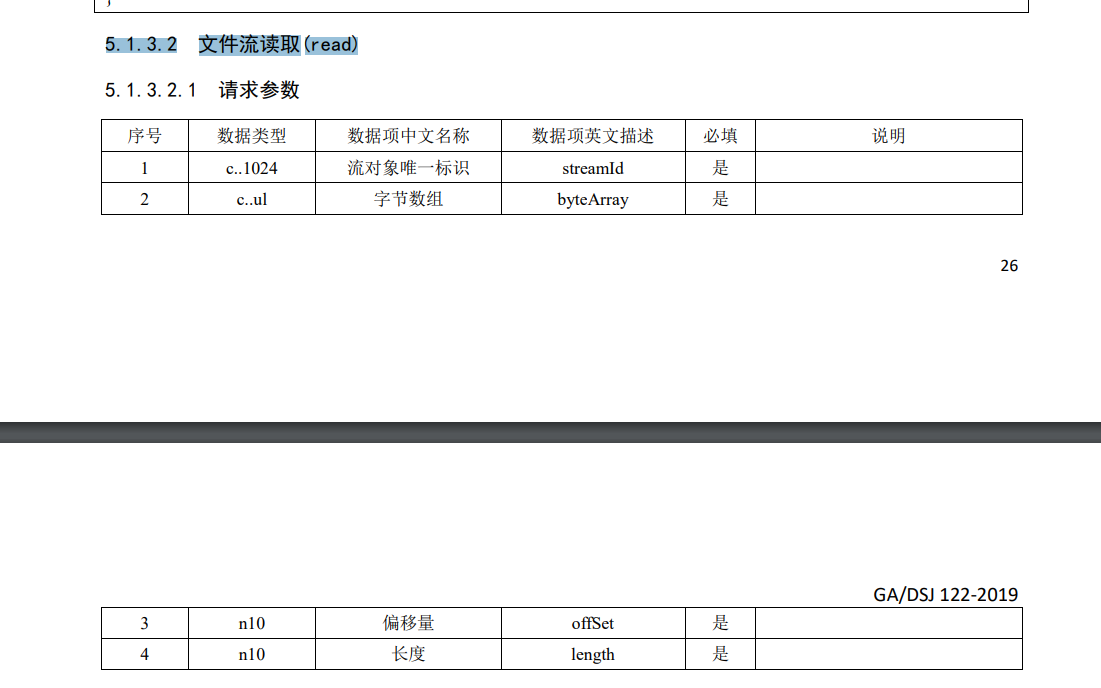 5.1.3.2 文件流读取(read)
5.1.3.2.1 请求参数
序号 数据类型 数据项中文名称 数据项英文描述 必填 说明
1 c..1024 流对象唯一标识 streamId 是
2 c..ul 字节数组 byteArray 是
26
GA/DSJ 122-2019
3 n10 偏移量 offSet 是
4 n10 长度 length 是